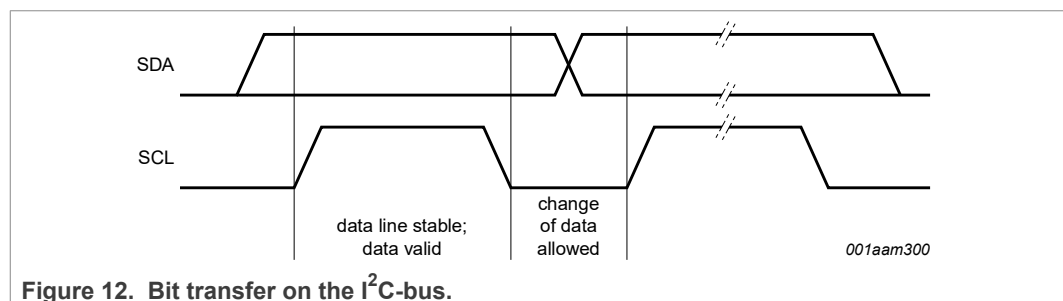 SDA
SCL
data line stable;
data valid
change
of data
allowed
001aam300
Figure 12. Bit transfer on the I²C-bus.